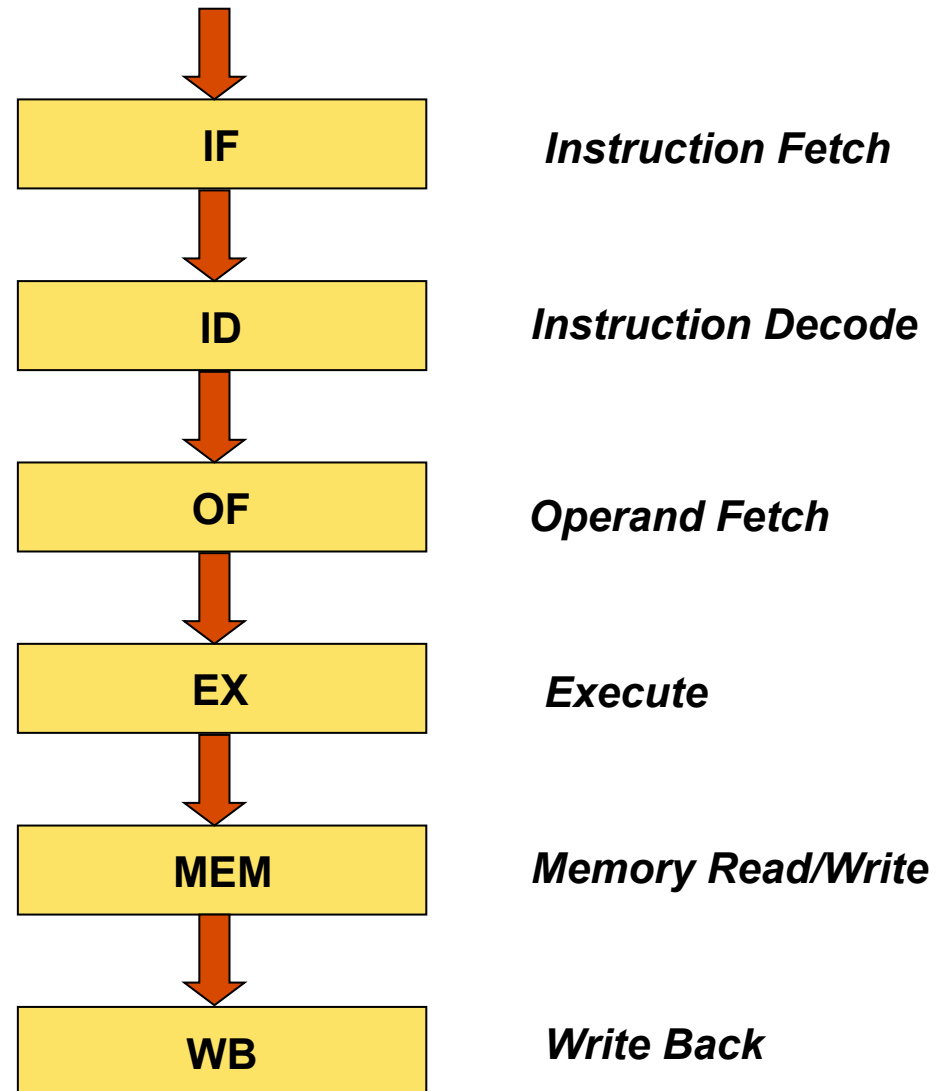 IF
Instruction Fetch
ID
Instruction Decode
OF
Operand Fetch
EX
Execute
MEM
Memory Read/Write
WB
Write Back